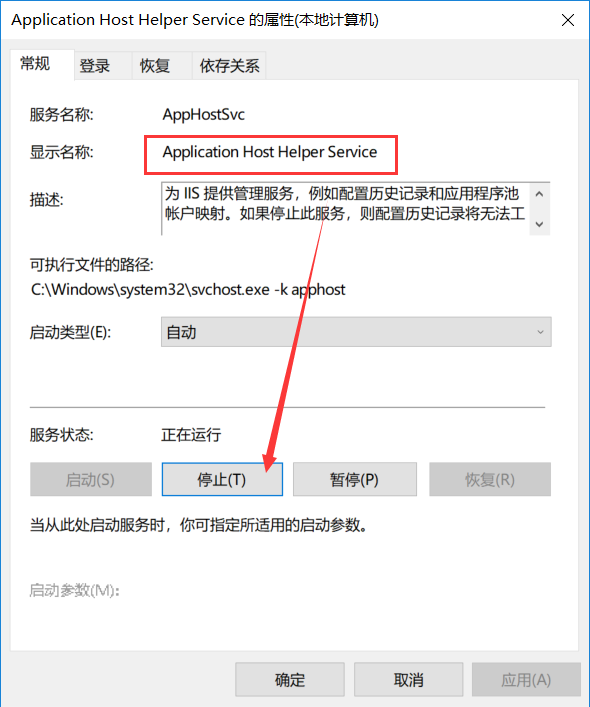 Application Host Helper Service 的属性(本地计算机)
常规 登录 恢复 依存关系
服务名称: AppHostSvc
显示名称: Application Host Helper Service
描述: 为 IIS 提供管理服务，例如配置历史记录和应用程序池
帐户映射。如果停止此服务，则配置历史记录将无法工
可执行文件的路径:
C:\Windows\system32\svchost.exe -k apphost
启动类型(E): 自动
服务状态: 正在运行
启动(S) 停止(T) 暂停(P) 恢复(R)
当从此处启动服务时，你可指定所适用的启动参数。
启动参数(M):
确定 取消 应用(A)